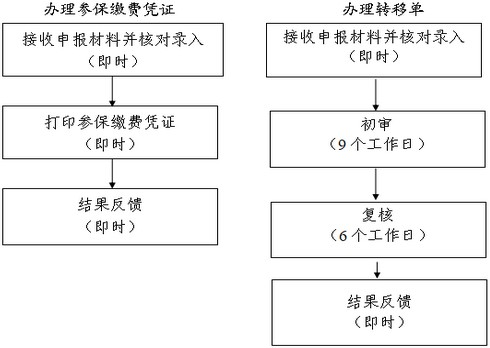 办理参保缴费凭证
接收申报材料并核对录入
（即时）
打印参保缴费凭证
（即时）
结果反馈
（即时）
办理转移单
接收申报材料并核对录入
（即时）
初审
（9个工作日）
复核
（6个工作日）
结果反馈
（即时）